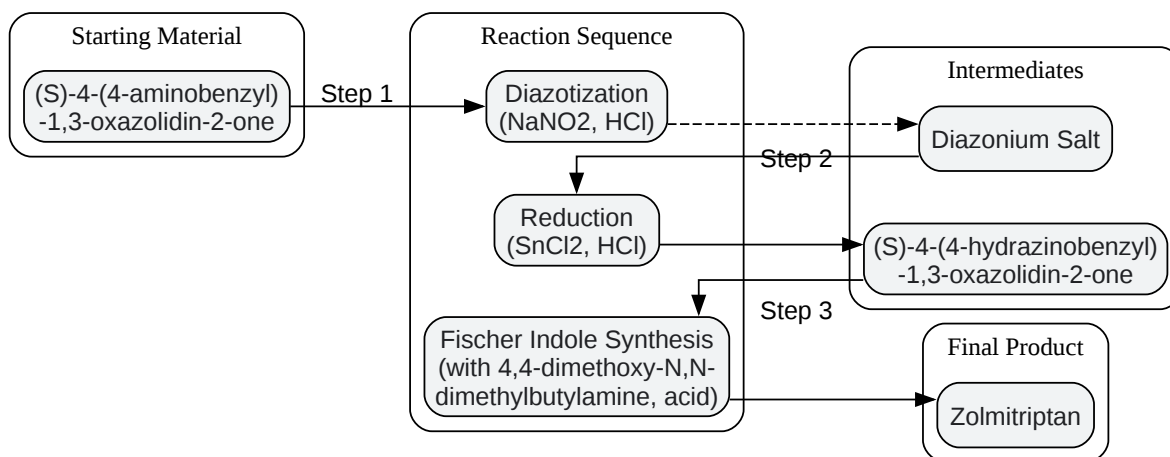 Starting Material
(S)-4-(4-aminobenzyl)
-1,3-oxazolidin-2-one
Step 1
Reaction Sequence
Diazotization
(NaNO2, HCl)
Intermediates
Diazonium Salt
Step 2
Reduction
(SnCl2, HCl)
(S)-4-(4-hydrazinobenzyl)
-1,3-oxazolidin-2-one
Step 3
Fischer Indole Synthesis
(with 4,4-dimethoxy-N,N-
dimethylbutylamine, acid)
Final Product
Zolmitriptan